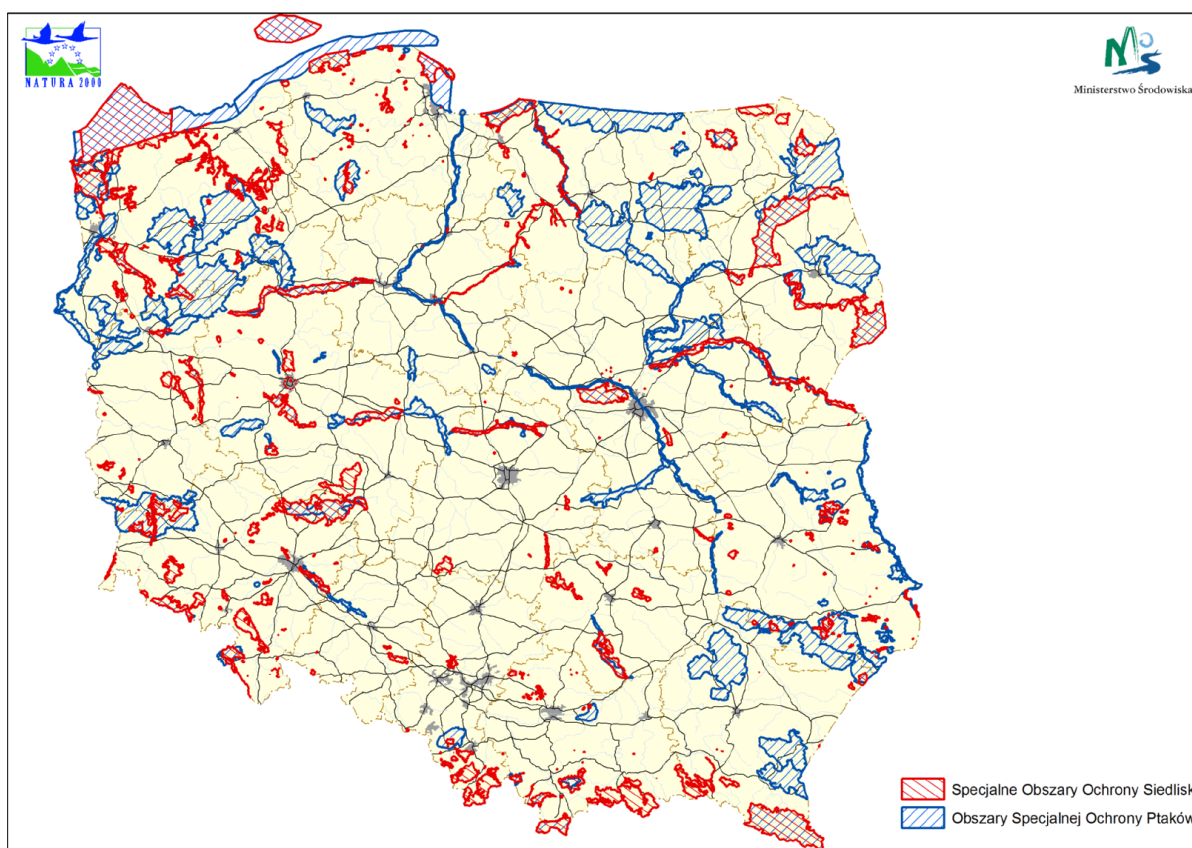 NATURA 2000
Ministerstwo Środowiska
Specjalne Obszary Ochrony Siedlisk
Obszary Specjalnej Ochrony Ptaków